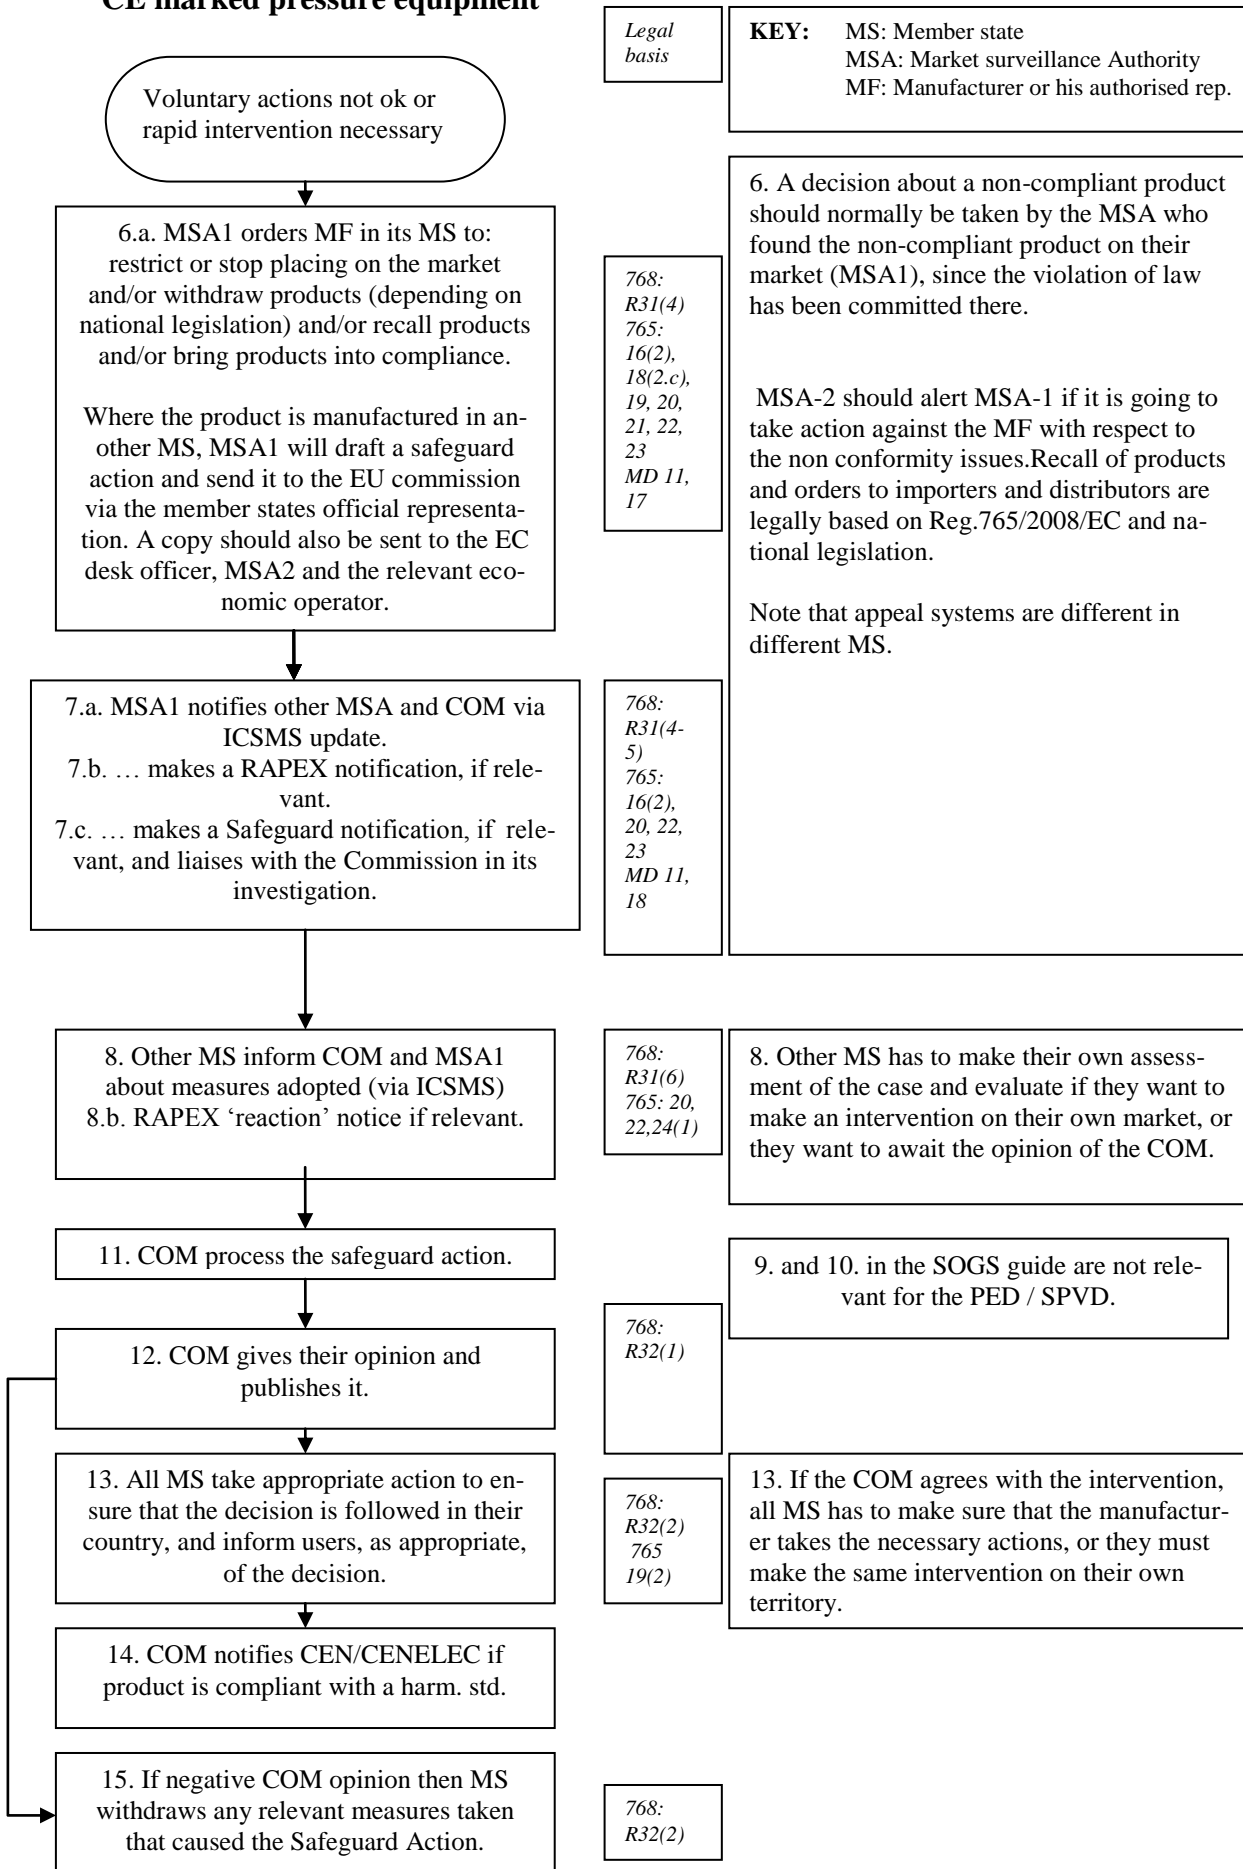 CE marked pressure equipment
Legal
basis
KEY: MS: Member state
MSA: Market surveillance Authority
MF: Manufacturer or his authorised rep.
Voluntary actions not ok or
rapid intervention necessary
6.a. MSA1 orders MF in its MS to:
restrict or stop placing on the market
and/or withdraw products (depending on
national legislation) and/or recall products
and/or bring products into compliance.
Where the product is manufactured in an-
other MS, MSA1 will draft a safeguard
action and send it to the EU commission
via the member states official representa-
tion. A copy should also be sent to the EC
desk officer, MSA2 and the relevant eco-
nomic operator.
768:
R31(4)
765:
16(2),
18(2.c),
19, 20,
21, 22,
23
MD 11,
17
6. A decision about a non-compliant product
should normally be taken by the MSA who
found the non-compliant product on their
market (MSA1), since the violation of law
has been committed there.
MSA-2 should alert MSA-1 if it is going to
take action against the MF with respect to
the non conformity issues.Recall of products
and orders to importers and distributors are
legally based on Reg.765/2008/EC and na-
tional legislation.
Note that appeal systems are different in
different MS.
7.a. MSA1 notifies other MSA and COM via
ICSMS update.
7.b. … makes a RAPEX notification, if rele-
vant.
7.c. … makes a Safeguard notification, if rele-
vant, and liaises with the Commission in its
investigation.
768:
R31(4-
5)
765:
16(2),
20, 22,
23
MD 11,
18
8. Other MS inform COM and MSA1
about measures adopted (via ICSMS)
8.b. RAPEX ‘reaction’ notice if relevant.
768:
R31(6)
765: 20,
22,24(1)
8. Other MS has to make their own assess-
ment of the case and evaluate if they want to
make an intervention on their own market, or
they want to await the opinion of the COM.
11. COM process the safeguard action.
9. and 10. in the SOGS guide are not rele-
vant for the PED / SPVD.
12. COM gives their opinion and
publishes it.
768:
R32(1)
13. All MS take appropriate action to en-
sure that the decision is followed in their
country, and inform users, as appropriate,
of the decision.
768:
R32(2)
765
19(2)
13. If the COM agrees with the intervention,
all MS has to make sure that the manufactur-
er takes the necessary actions, or they must
make the same intervention on their own
territory.
14. COM notifies CEN/CENELEC if
product is compliant with a harm. std.
15. If negative COM opinion then MS
withdraws any relevant measures taken
that caused the Safeguard Action.
768:
R32(2)